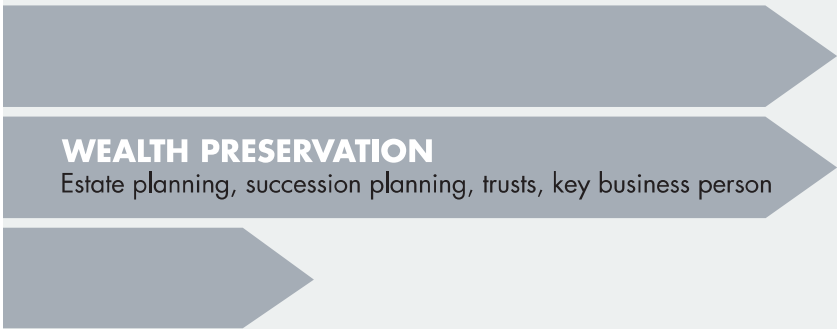 WEALTH PRESERVATION
Estate planning, succession planning, trusts, key business person